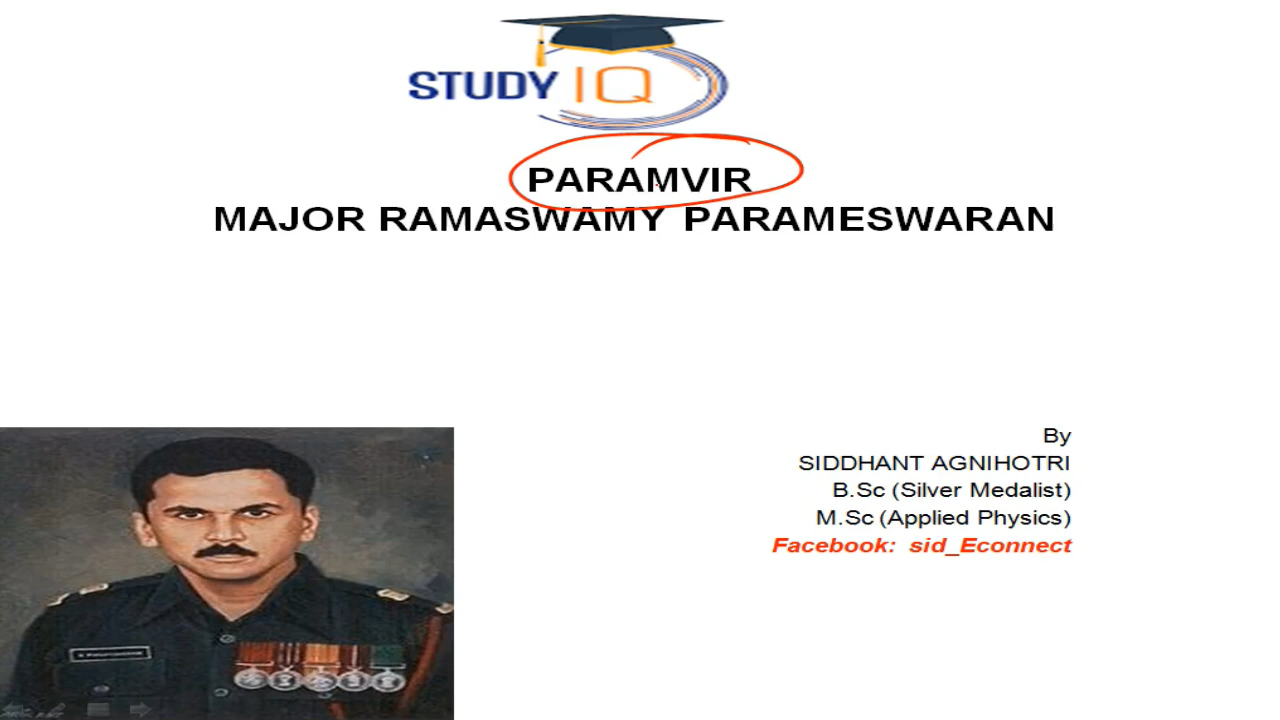 STUDY IQ
PARAMVIR
MAJOR RAMASWAMY PARAMESWARAN
By
SIDDHANT AGNIHOTRI
B.Sc (Silver Medalist)
M.Sc (Applied Physics)
Facebook: sid_Econnect